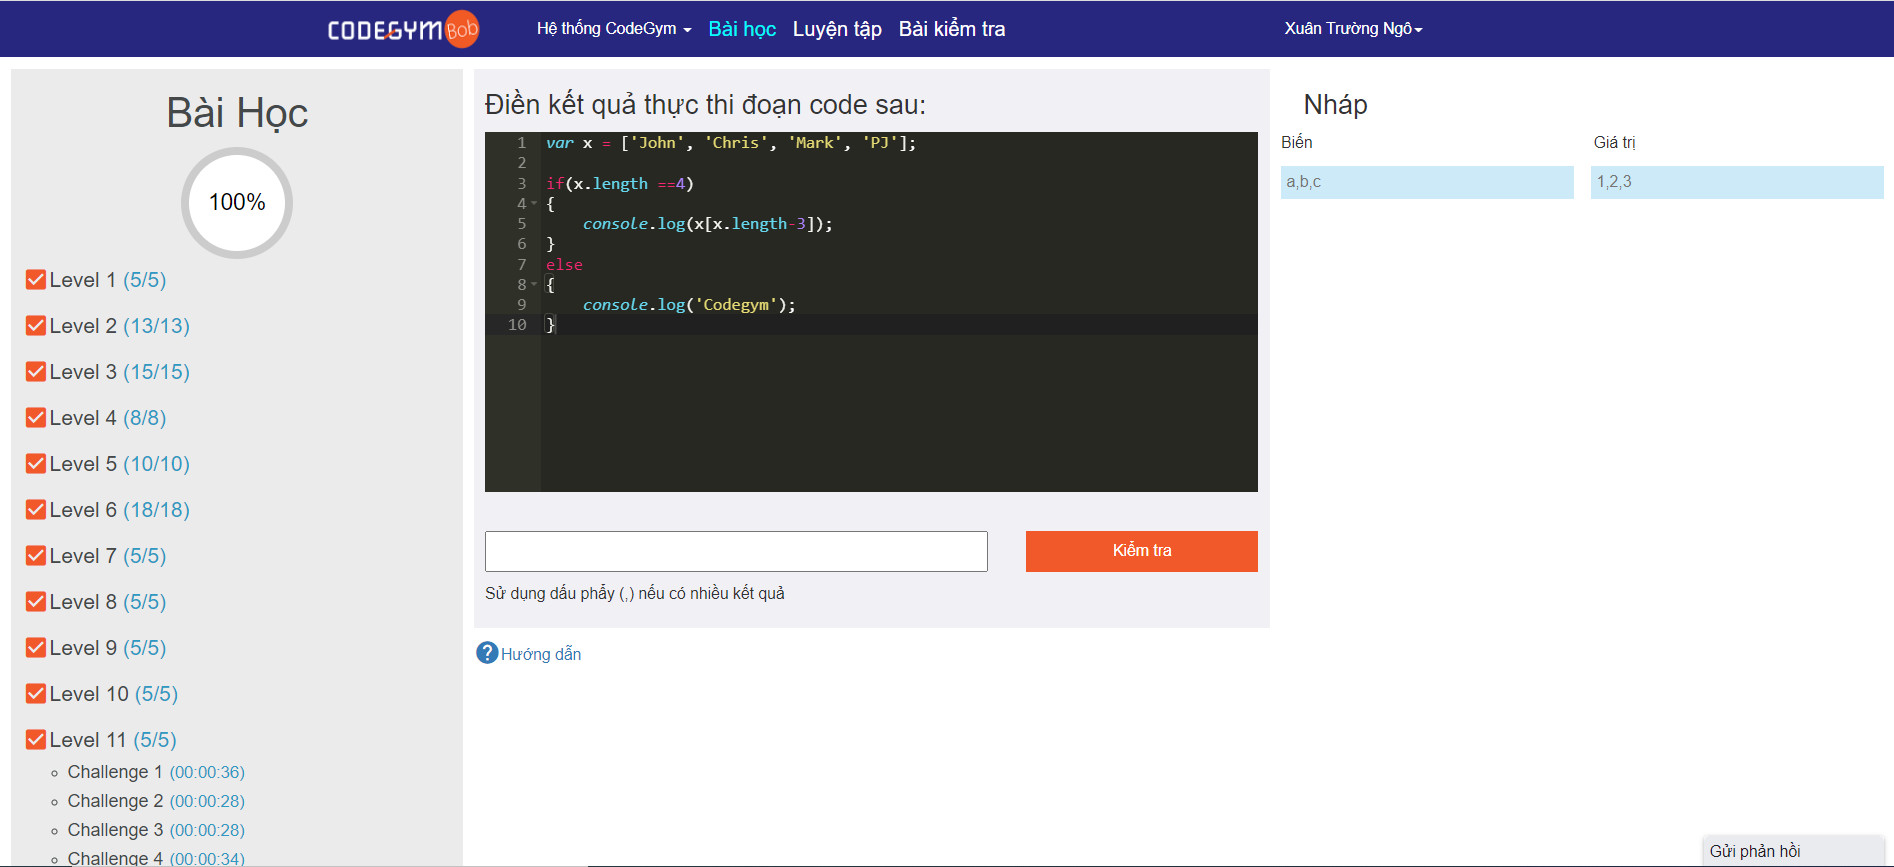 CODEGYM Bob
Hệ thống CodeGym
Bài học
Luyện tập
Bài kiểm tra
Xuân Trường Ngô
Bài Học
100%
Level 1 (5/5)
Level 2 (13/13)
Level 3 (15/15)
Level 4 (8/8)
Level 5 (10/10)
Level 6 (18/18)
Level 7 (5/5)
Level 8 (5/5)
Level 9 (5/5)
Level 10 (5/5)
Level 11 (5/5)
Challenge 1 (00:00:36)
Challenge 2 (00:00:28)
Challenge 3 (00:00:28)
Challenge 4 (00:00:34)
Điền kết quả thực thi đoạn code sau:
1 var x = ['John', 'Chris', 'Mark', 'PJ'];
2
3 if(x.length ==4)
4 {
5 console.log(x[x.length-3]);
6 }
7 else
8 {
9 console.log('Codegym');
10 }
Kiểm tra
Sử dụng dấu phẩy (,) nếu có nhiều kết quả
? Hướng dẫn
Nháp
Biến
Giá trị
a,b,c
1,2,3
Gửi phản hồi